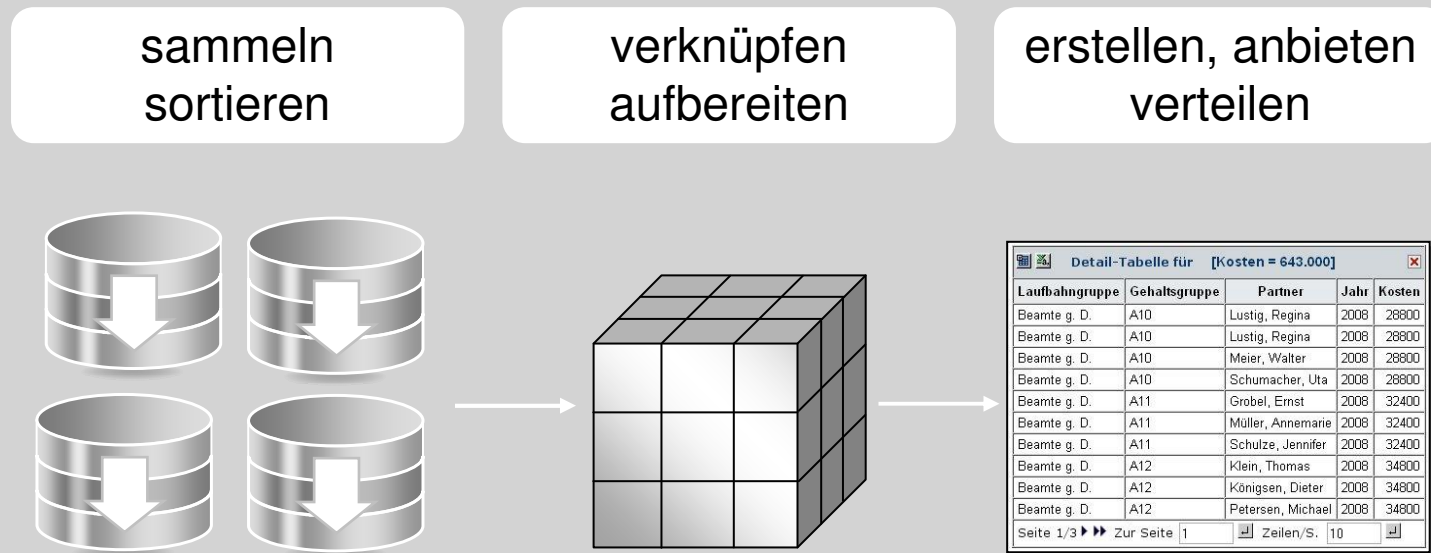 sammeln
sortieren
verknüpfen
aufbereiten
erstellen, anbieten
verteilen
Detail-Tabelle für [Kosten = 643.000]
Laufbahngruppe Gehaltsgruppe Partner Jahr Kosten
Beamte g. D. A10 Lustig, Regina 2008 28800
Beamte g. D. A10 Lustig, Regina 2008 28800
Beamte g. D. A10 Meier, Walter 2008 28800
Beamte g. D. A10 Schumacher, Uta 2008 28800
Beamte g. D. A11 Grobel, Ernst 2008 32400
Beamte g. D. A11 Müller, Annemarie 2008 32400
Beamte g. D. A11 Schulze, Jennifer 2008 32400
Beamte g. D. A12 Klein, Thomas 2008 34800
Beamte g. D. A12 Königsen, Dieter 2008 34800
Beamte g. D. A12 Petersen, Michael 2008 34800
Seite 1/3 Zur Seite 1 Zeilen/S. 10